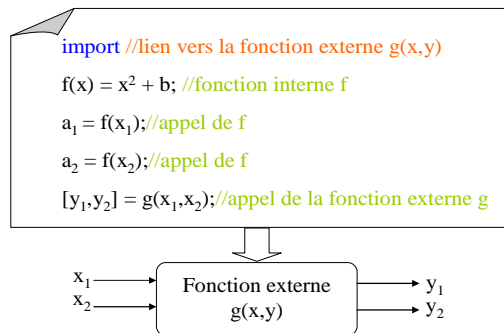 import //lien vers la fonction externe g(x,y)
f(x) = x² + b; //fonction interne f
a₁ = f(x₁);//appel de f
a₂ = f(x₂);//appel de f
[y₁,y₂] = g(x₁,x₂);//appel de la fonction externe g
x₁
x₂
Fonction externe
g(x,y)
y₁
y₂